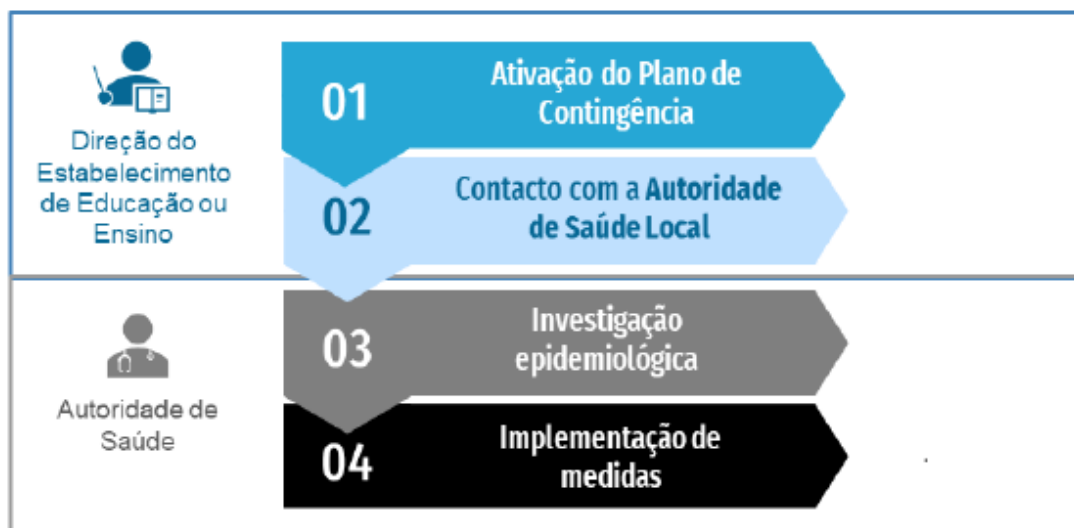 Direção do
Estabelecimento
de Educação ou
Ensino
01
Ativação do Plano de
Contingência
02
Contacto com a Autoridade
de Saúde Local
Autoridade de
Saúde
03
Investigação
epidemiológica
04
Implementação de
medidas